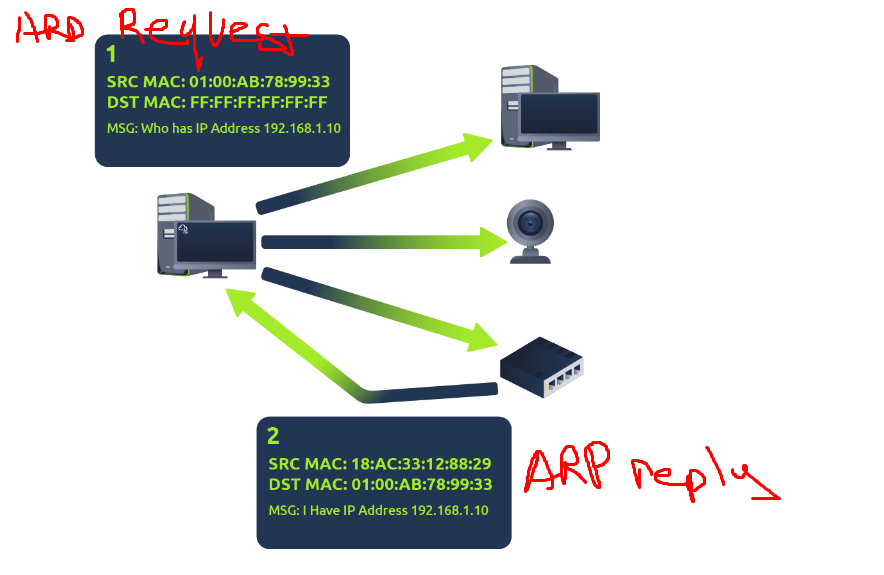 ARD Request
1
SRC MAC: 01:00:AB:78:99:33
DST MAC: FF:FF:FF:FF:FF:FF
MSG: Who has IP Address 192.168.1.10
2
SRC MAC: 18:AC:33:12:88:29
DST MAC: 01:00:AB:78:99:33
MSG: I Have IP Address 192.168.1.10
ARP reply